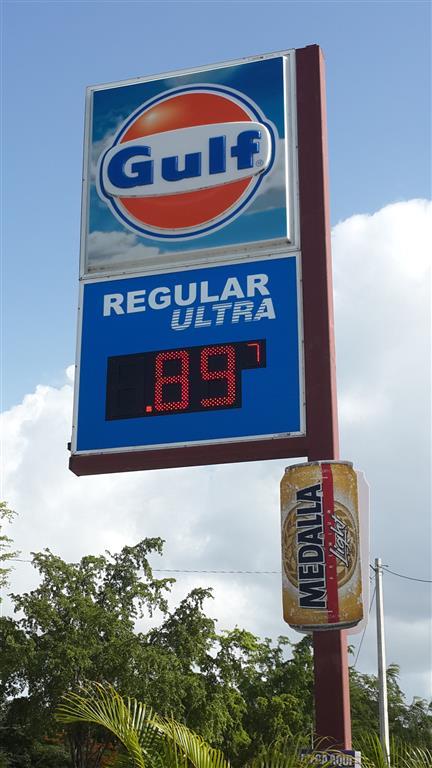 Gulf
REGULAR
ULTRA
.89 7
MEDALLA
Light